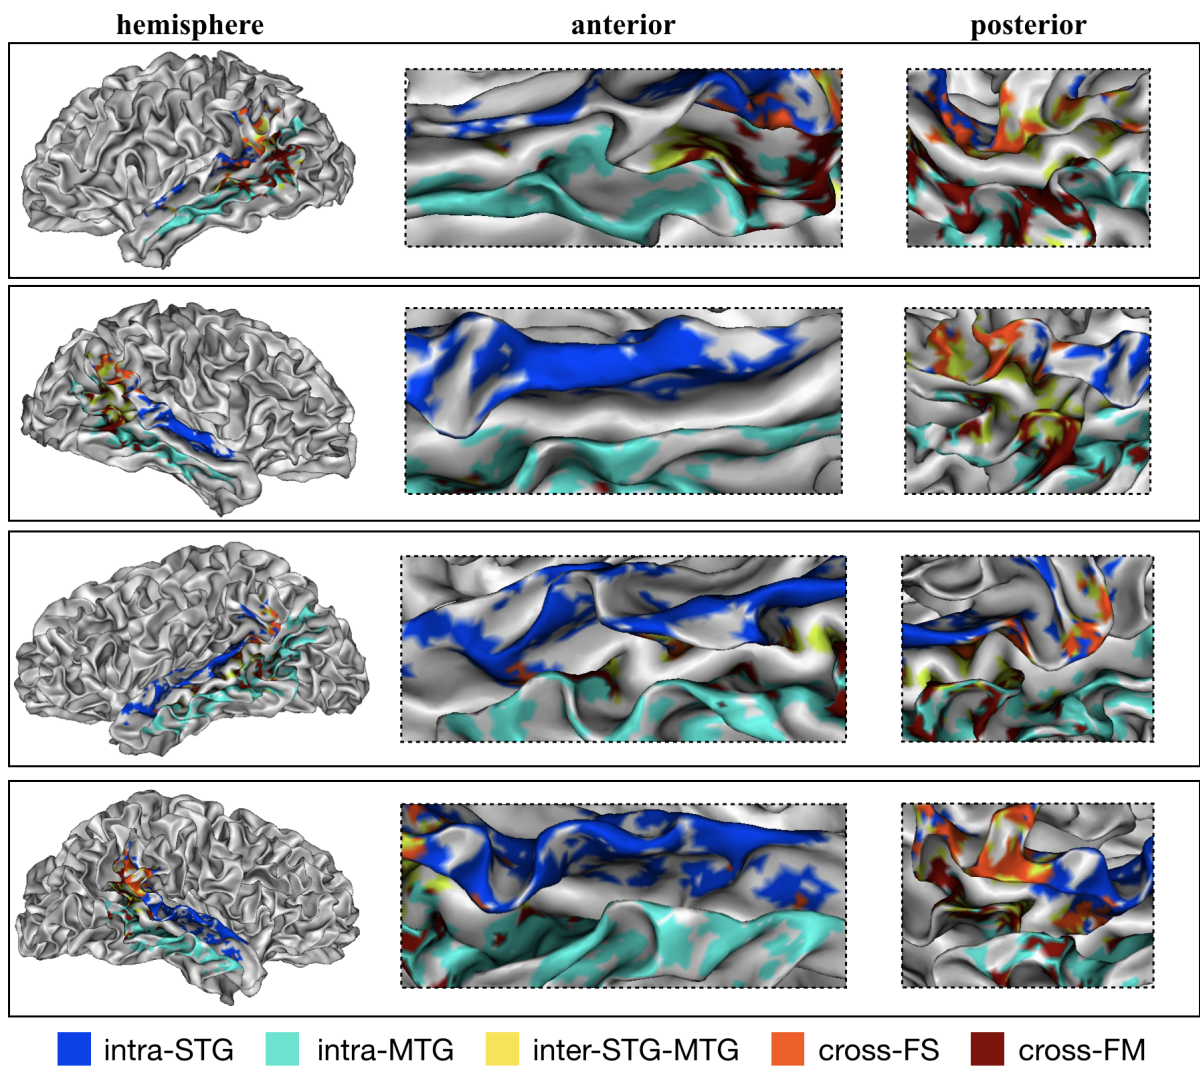 hemisphere anterior posterior
intra-STG intra-MTG inter-STG-MTG cross-FS cross-FM